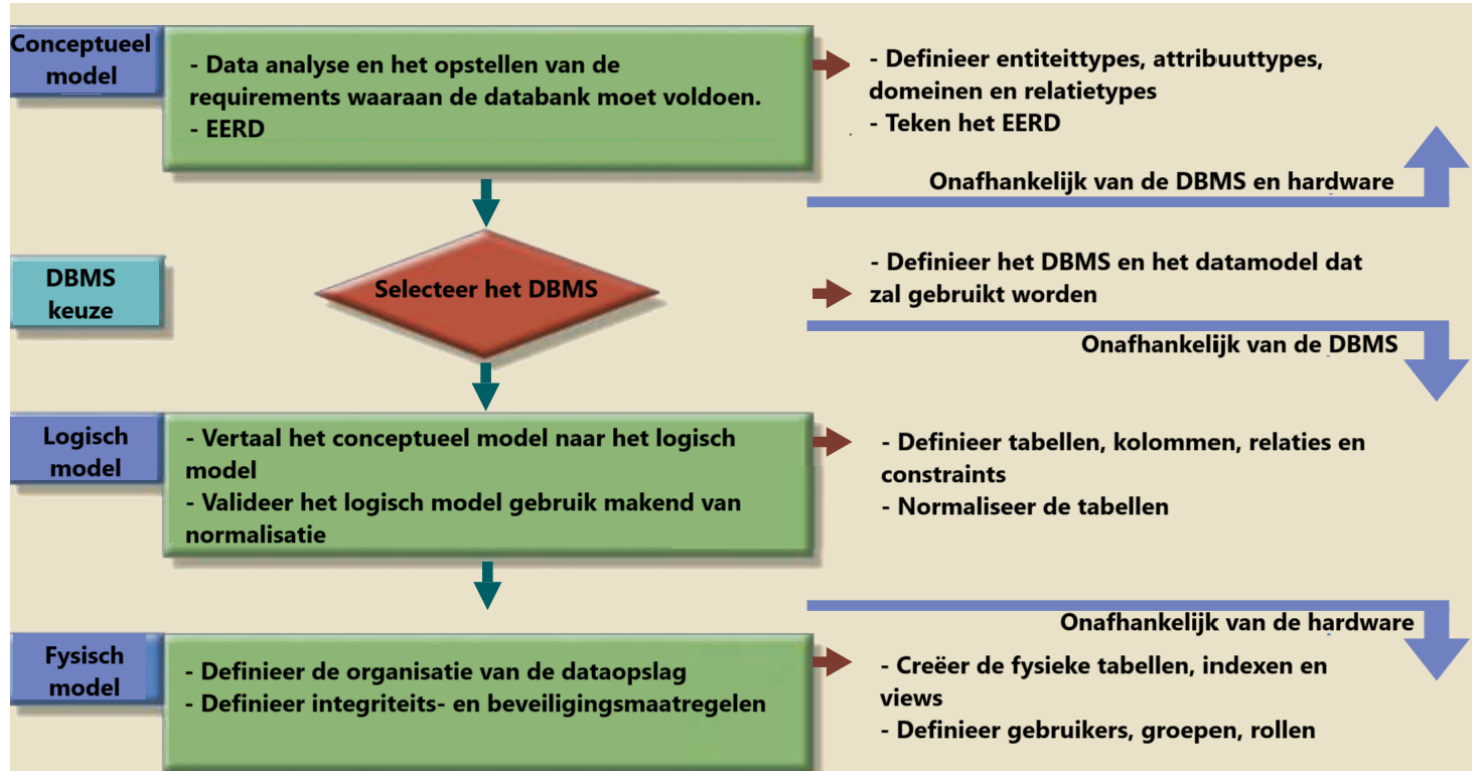 Conceptueel
model
- Data analyse en het opstellen van de
requirements waaraan de databank moet voldoen.
- EERD
- Definieer entiteittypes, attribuuttypes,
domeinen en relatietypes
- Teken het EERD
Onafhankelijk van de DBMS en hardware
DBMS
keuze
Selecteer het DBMS
- Definieer het DBMS en het datamodel dat
zal gebruikt worden
Onafhankelijk van de DBMS
Logisch
model
- Vertaal het conceptueel model naar het logisch
model
- Valideer het logisch model gebruik makend van
normalisatie
- Definieer tabellen, kolommen, relaties en
constraints
- Normaliseer de tabellen
Onafhankelijk van de hardware
Fysisch
model
- Definieer de organisatie van de dataopslag
- Definieer integriteits- en beveiligingsmaatregelen
- Creëer de fysieke tabellen, indexen en
views
- Definieer gebruikers, groepen, rollen